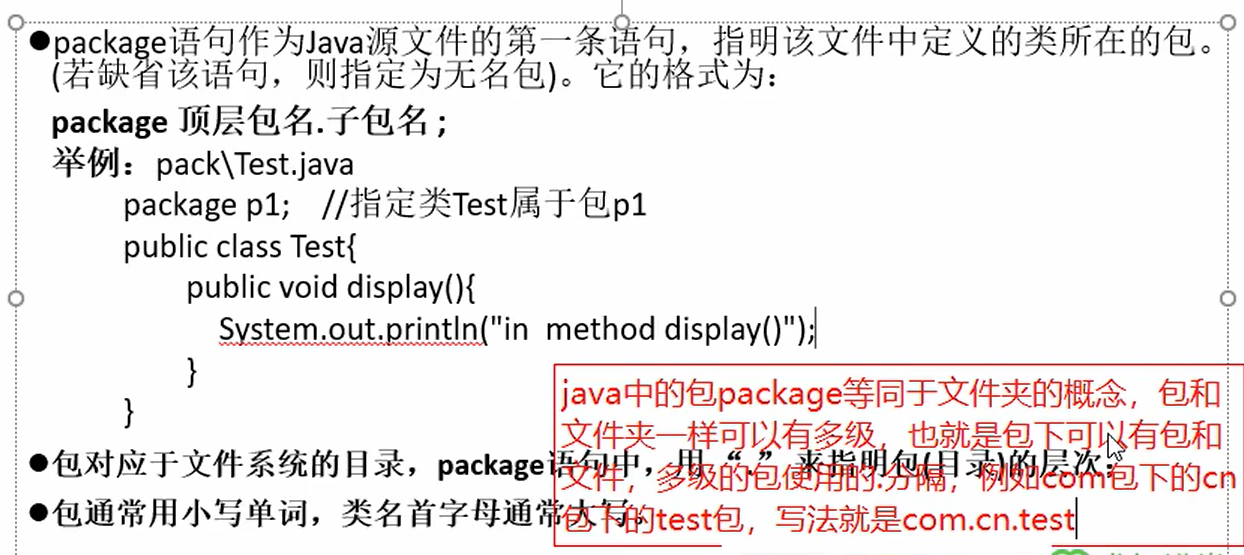 ●package语句作为Java源文件的第一条语句，指明该文件中定义的类所在的包。
(若缺省该语句，则指定为无名包)。它的格式为：
package 顶层包名.子包名 ;
举例：pack\Test.java
package p1;    //指定类Test属于包p1
public class Test{
public void display(){
System.out.println("in  method display()");
}
}
java中的包package等同于文件夹的概念，包和
文件夹一样可以有多级，也就是包下可以有包和
文件，多级的包使用的.分隔，例如com包下的cn
包下的test包，写法就是com.cn.test
●包对应于文件系统的目录，package语句中，用“.”来指明包(目录)的层次；
●包通常用小写单词，类名首字母通常大写。